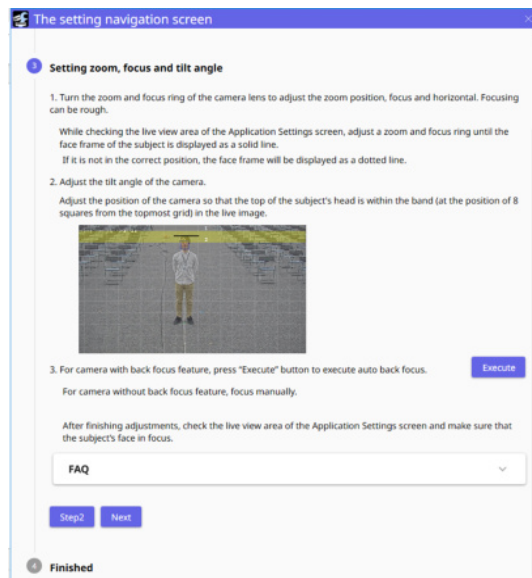 The setting navigation screen
3 Setting zoom, focus and tilt angle
1. Turn the zoom and focus ring of the camera lens to adjust the zoom position, focus and horizontal. Focusing
can be rough.
While checking the live view area of the Application Settings screen, adjust a zoom and focus ring until the
face frame of the subject is displayed as a solid line.
If it is not in the correct position, the face frame will be displayed as a dotted line.
2. Adjust the tilt angle of the camera.
Adjust the position of the camera so that the top of the subject's head is within the band (at the position of 8
squares from the topmost grid) in the live image.
3. For camera with back focus feature, press "Execute" button to execute auto back focus.
Execute
For camera without back focus feature, focus manually.
After finishing adjustments, check the live view area of the Application Settings screen and make sure that
the subject's face in focus.
FAQ
Step2 Next
4 Finished